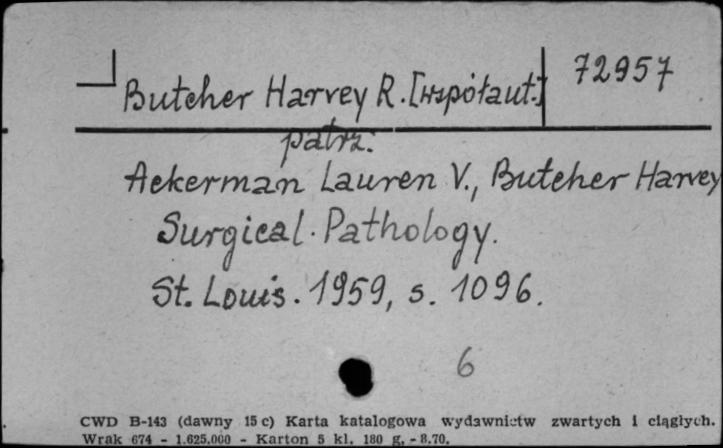 Butcher Harvey R. [współaut.] 72957
patrz:
Ackerman Lauren V., Butcher Harvey
Surgical Pathology.
St. Louis. 1959, s. 1096.
6
CWD B-143 (dawny 15 c) Karta katalogowa wydawnictw zwartych i ciągłych.
Wrak 674 - 1.625.000 - Karton 5 kl. 180 g. - 8.70.